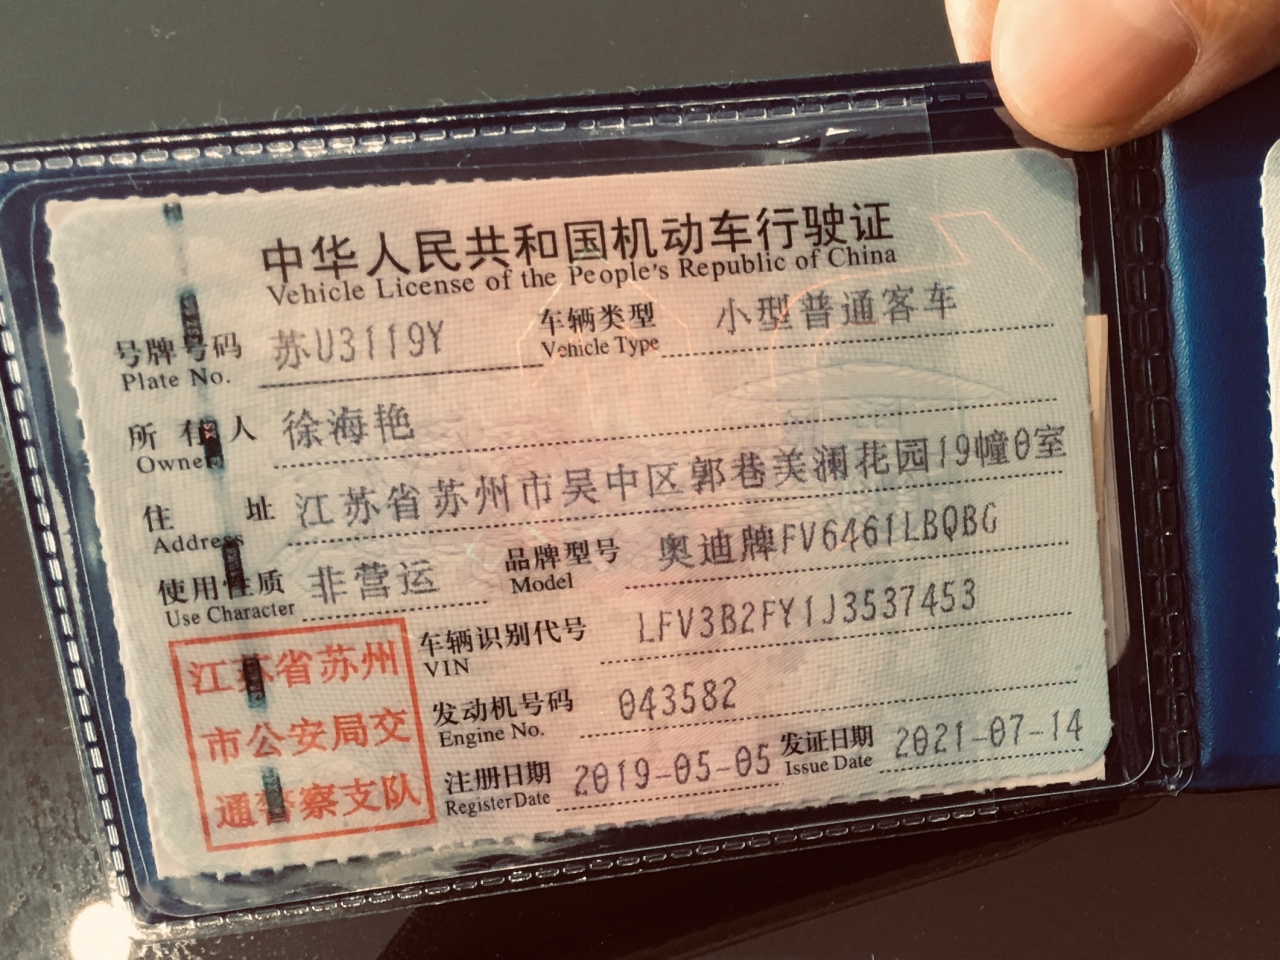 中华人民共和国机动车行驶证
Vehicle License of the People's Republic of China
号牌号码 苏U3119Y 车辆类型 小型普通客车
Plate No. Vehicle Type
所有人 徐海艳
Owner
住址 江苏省苏州市吴中区郭巷美澜花园19幢0室
Address
使用性质 非营运 品牌型号 奥迪牌FV6461LBQBG
Use Character Model
车辆识别代号 LFV3B2FY1J3537453
VIN
发动机号码 043582
Engine No.
注册日期 2019-05-05 发证日期 2021-07-14
Register Date Issue Date
江苏省苏州
市公安局交
通警察支队